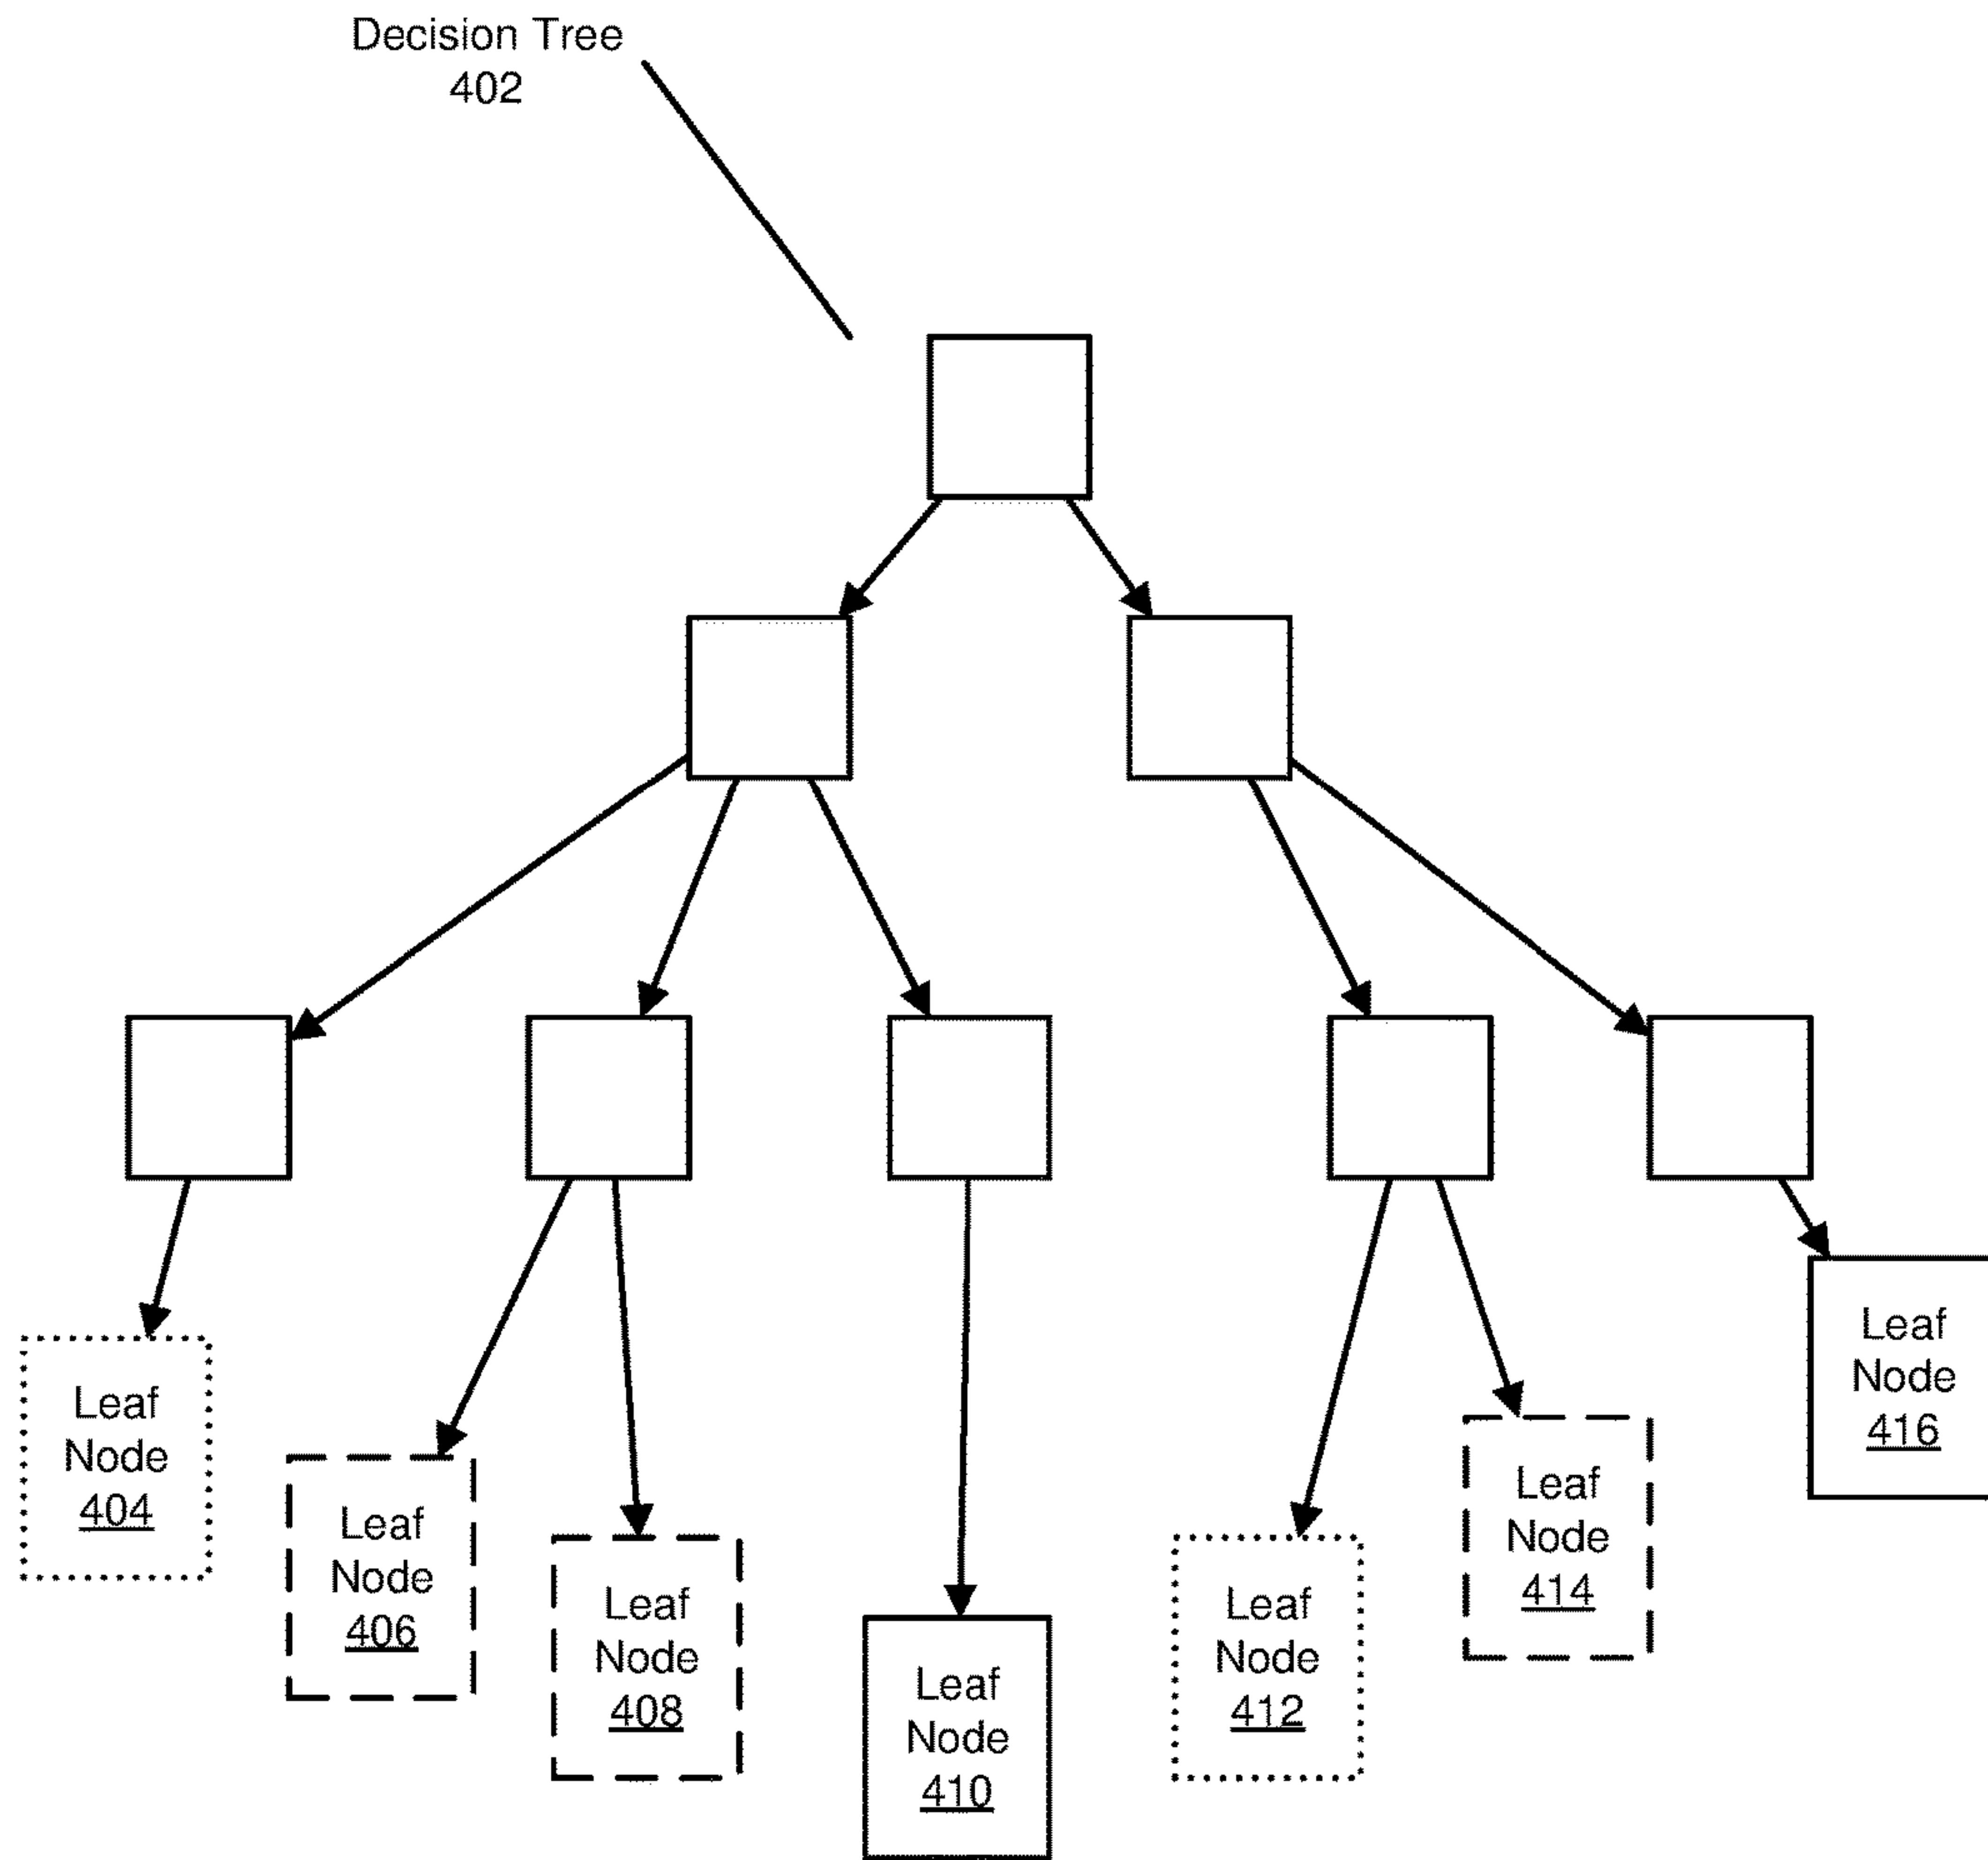 Decision Tree
402
Leaf
Node
404
Leaf
Node
406
Leaf
Node
408
Leaf
Node
410
Leaf
Node
412
Leaf
Node
414
Leaf
Node
416